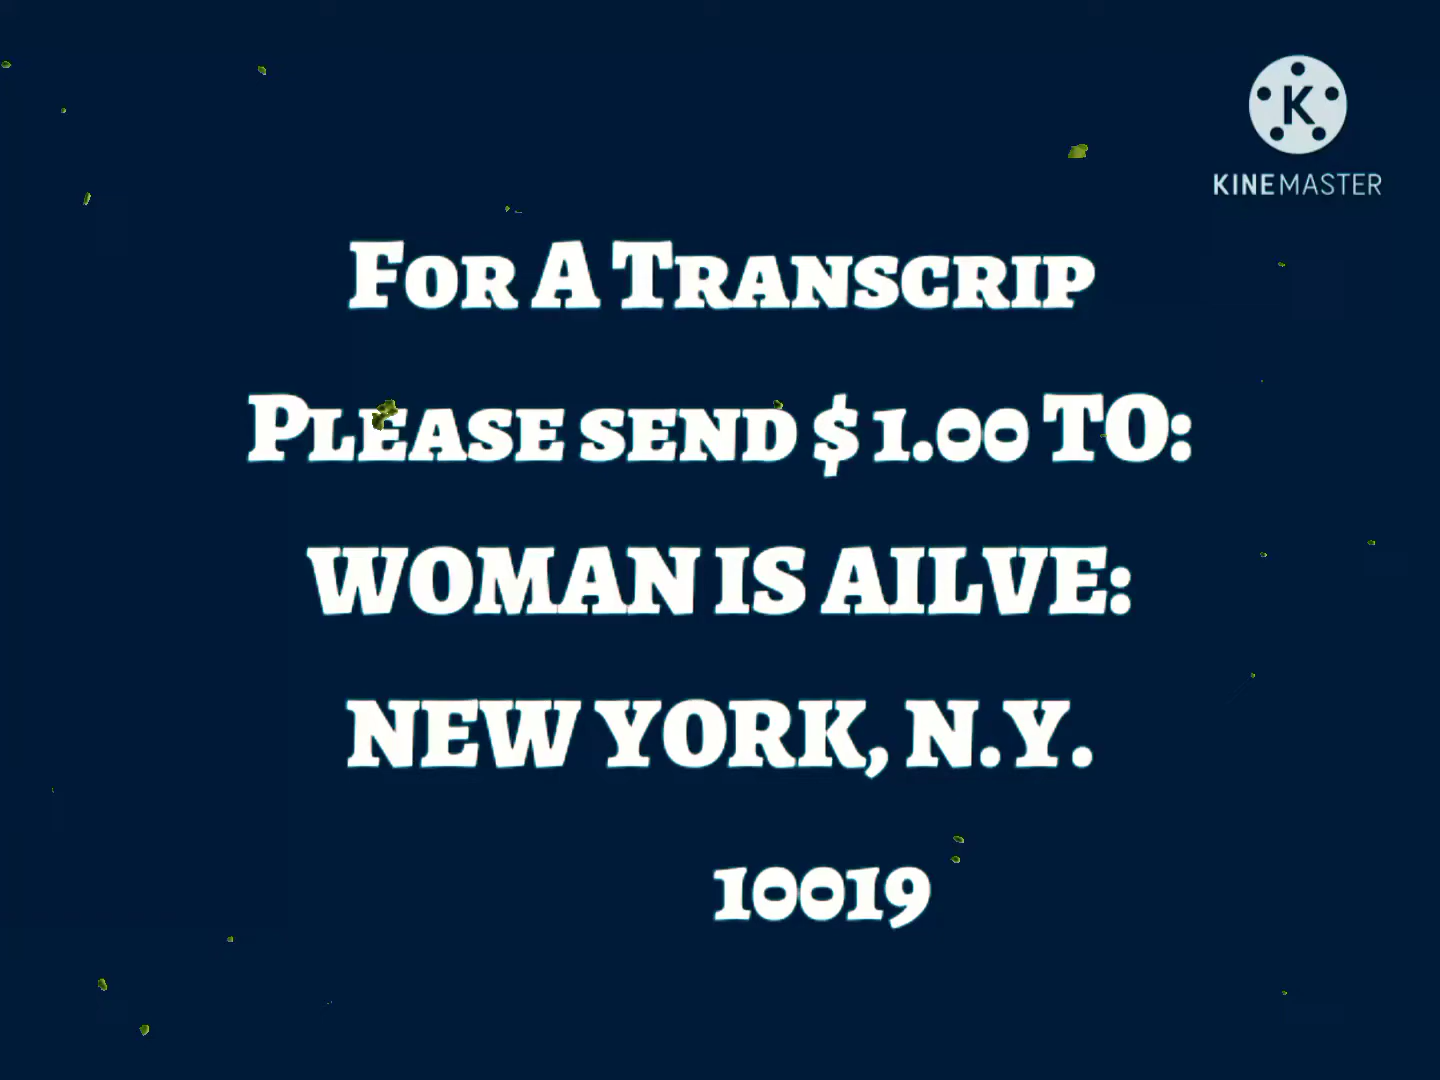 K
KINEMASTER
For A Transcrip
Please send $ 1.00 TO:
WOMAN IS AILVE:
NEW YORK, N.Y.
10019